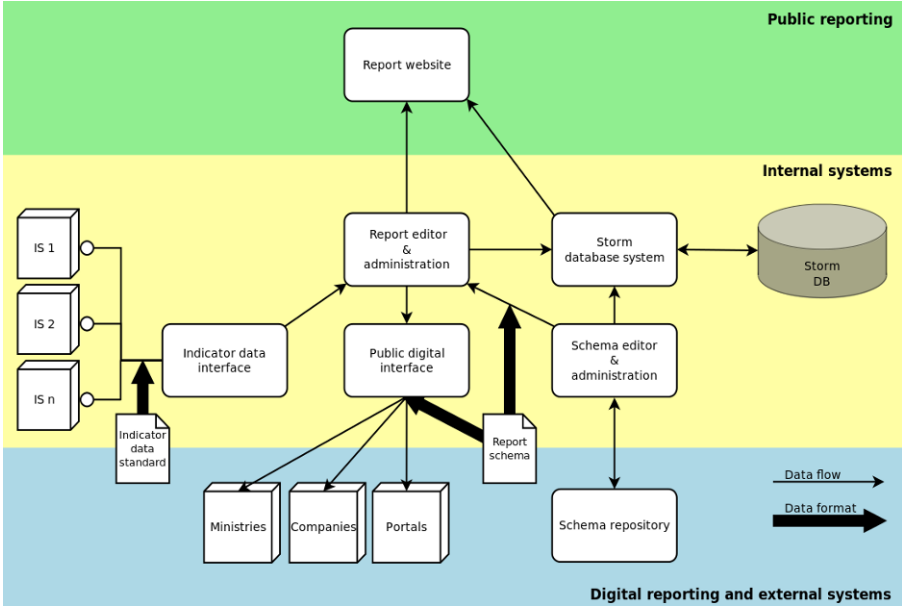 Public reporting
Report website
Internal systems
IS 1
Report editor
&
administration
Storm
database system
Storm
DB
IS 2
Indicator data
interface
Public digital
interface
Schema editor
&
administration
IS n
Indicator
data
standard
Report
schema
Data flow
Ministries
Companies
Portals
Schema repository
Data format
Digital reporting and external systems